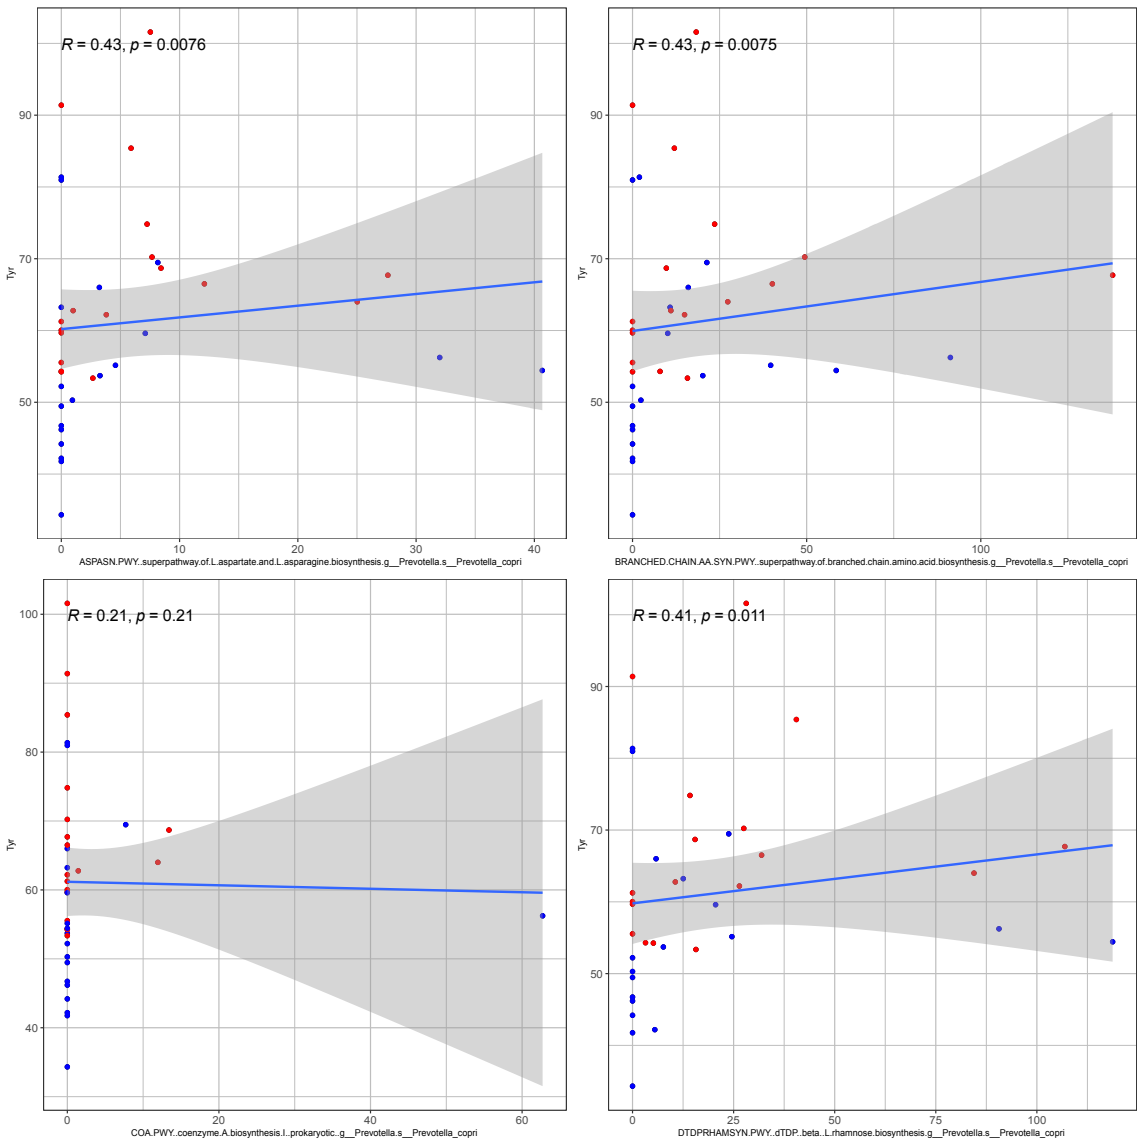 R = 0.43, p = 0.0076
90
70
50
Tyr
0 10 20 30 40
ASPASN.PWY..superpathway.of.L.aspartate.and.L.asparagine.biosynthesis.g__Prevotella.s__Prevotella_copri
R = 0.43, p = 0.0075
90
70
50
Tyr
0 50 100
BRANCHED.CHAIN.AA.SYN.PWY..superpathway.of.branched.chain.amino.acid.biosynthesis.g__Prevotella.s__Prevotella_copri
R = 0.21, p = 0.21
100
80
60
40
Tyr
0 20 40 60
COA.PWY..coenzyme.A.biosynthesis.I..prokaryotic..g__Prevotella.s__Prevotella_copri
R = 0.41, p = 0.011
90
70
50
Tyr
0 25 50 75 100
DTDPRHAMSYN.PWY..dTDP..beta..L.rhamnose.biosynthesis.g__Prevotella.s__Prevotella_copri